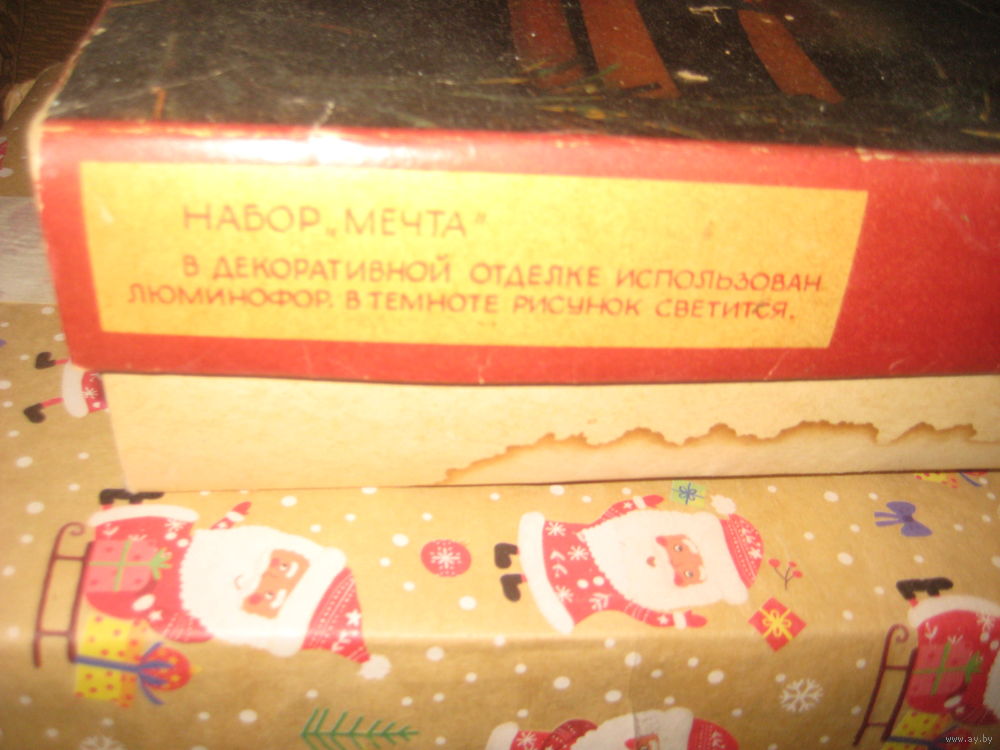 НАБОР „МЕЧТА"
В ДЕКОРАТИВНОЙ ОТДЕЛКЕ ИСПОЛЬЗОВАН
ЛЮМИНОФОР. В ТЕМНОТЕ РИСУНОК СВЕТИТСЯ.
www.ay.by